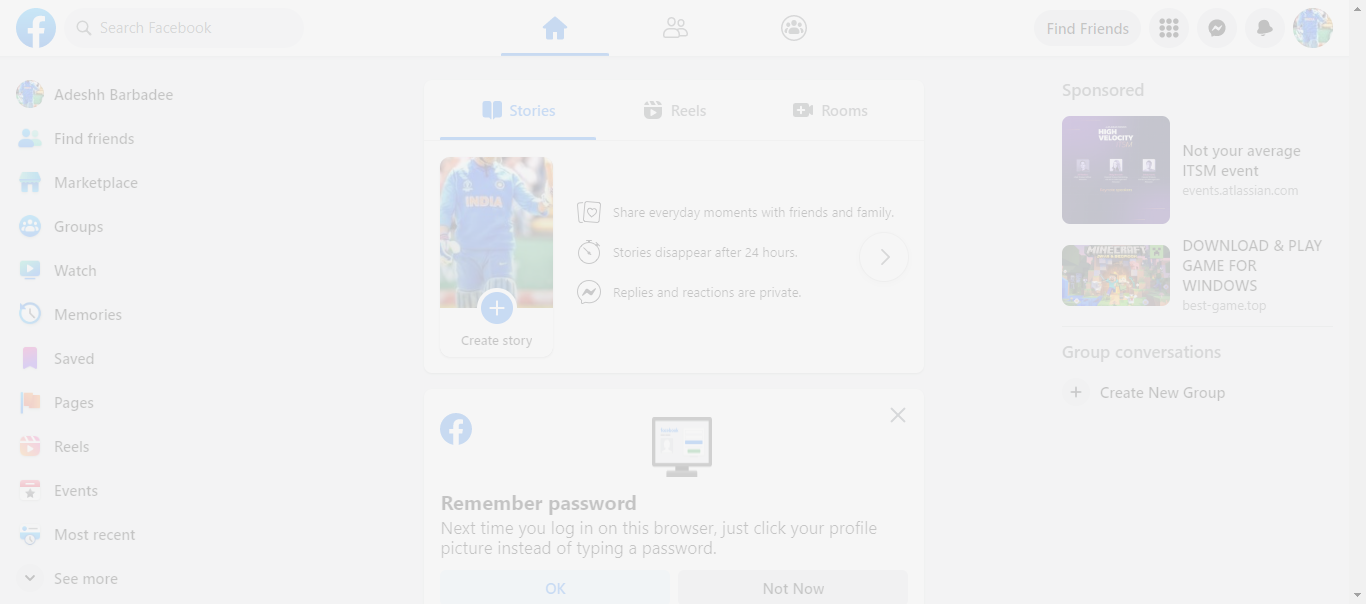 Search Facebook
Find Friends
Adeshh Barbadee
Find friends
Marketplace
Groups
Watch
Memories
Saved
Pages
Reels
Events
Most recent
See more
Stories
Reels
Rooms
INDIA
Create story
Share everyday moments with friends and family.
Stories disappear after 24 hours.
Replies and reactions are private.
Remember password
Next time you log in on this browser, just click your profile
picture instead of typing a password.
OK
Not Now
Sponsored
HIGH
VELOCITY
Not your average
ITSM event
events.atlassian.com
MINECRAFT
DOWNLOAD & PLAY
GAME FOR
WINDOWS
best-game.top
Group conversations
Create New Group